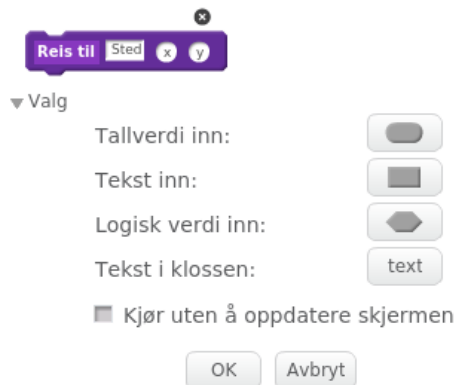 Reis til Sted x y
Valg
Tallverdi inn:
Tekst inn:
Logisk verdi inn:
Tekst i klossen: text
Kjør uten å oppdatere skjermen
OK Avbryt